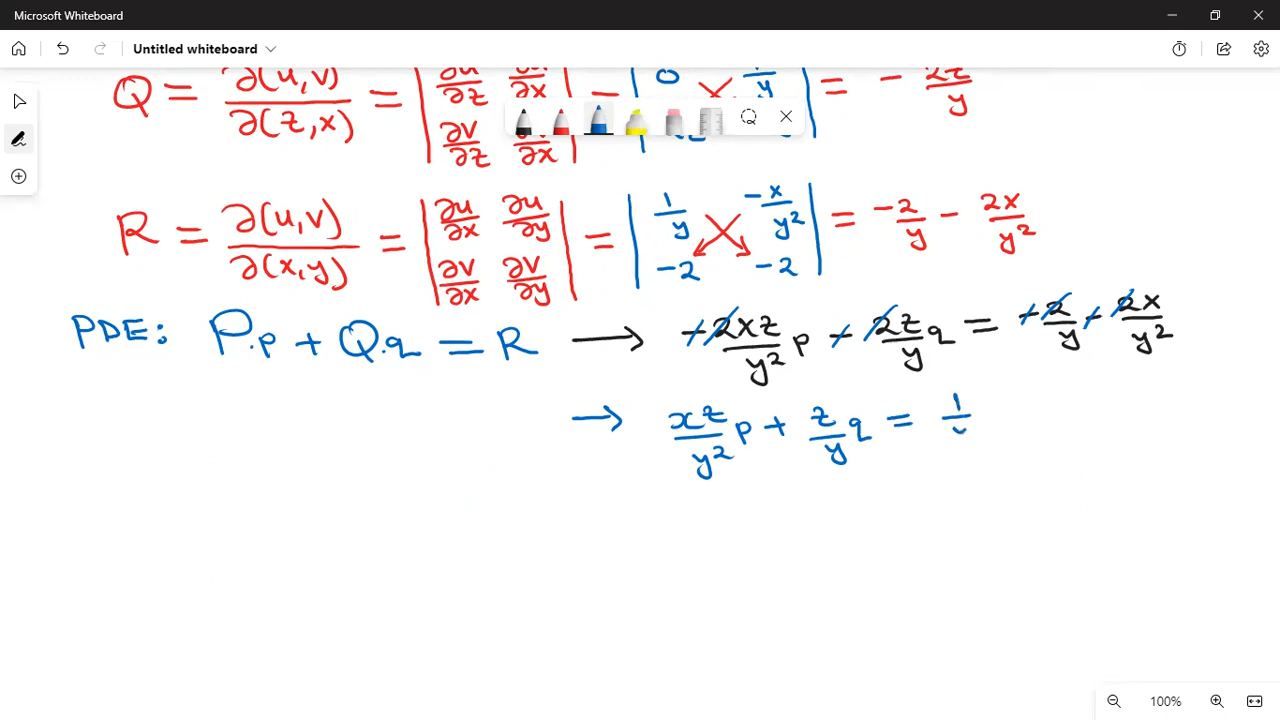 Microsoft Whiteboard
Untitled whiteboard
Q = ∂(u,v)/∂(z,x) = |∂u/∂z ∂u/∂x; ∂v/∂z ∂v/∂x| = |0 1/y; | = - 2z/y
R = ∂(u,v)/∂(x,y) = |∂u/∂x ∂u/∂y; ∂v/∂x ∂v/∂y| = |1/y -x/y²; -2 -2| = -2/y - 2x/y²
PDE: P.p + Q.q = R → -2xz/y² p - 2z/y q = -2/y - 2x/y²
→ xz/y² p + z/y q = 1/
100%